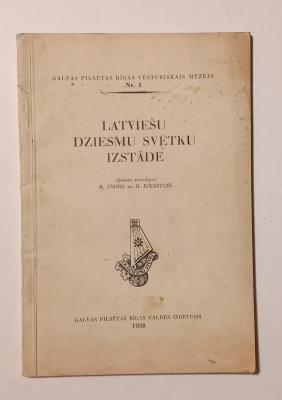 GALVAS PILSĒTAS RĪGAS VĒSTURISKAIS MŪZEJS
Nr. 1
LATVIEŠU
DZIESMU SVĒTKU
IZSTĀDE
R. ŠNORE un H. RIEKSTIŅŠ
GALVAS PILSĒTAS RĪGAS VALDES IZDEVUMS
1938